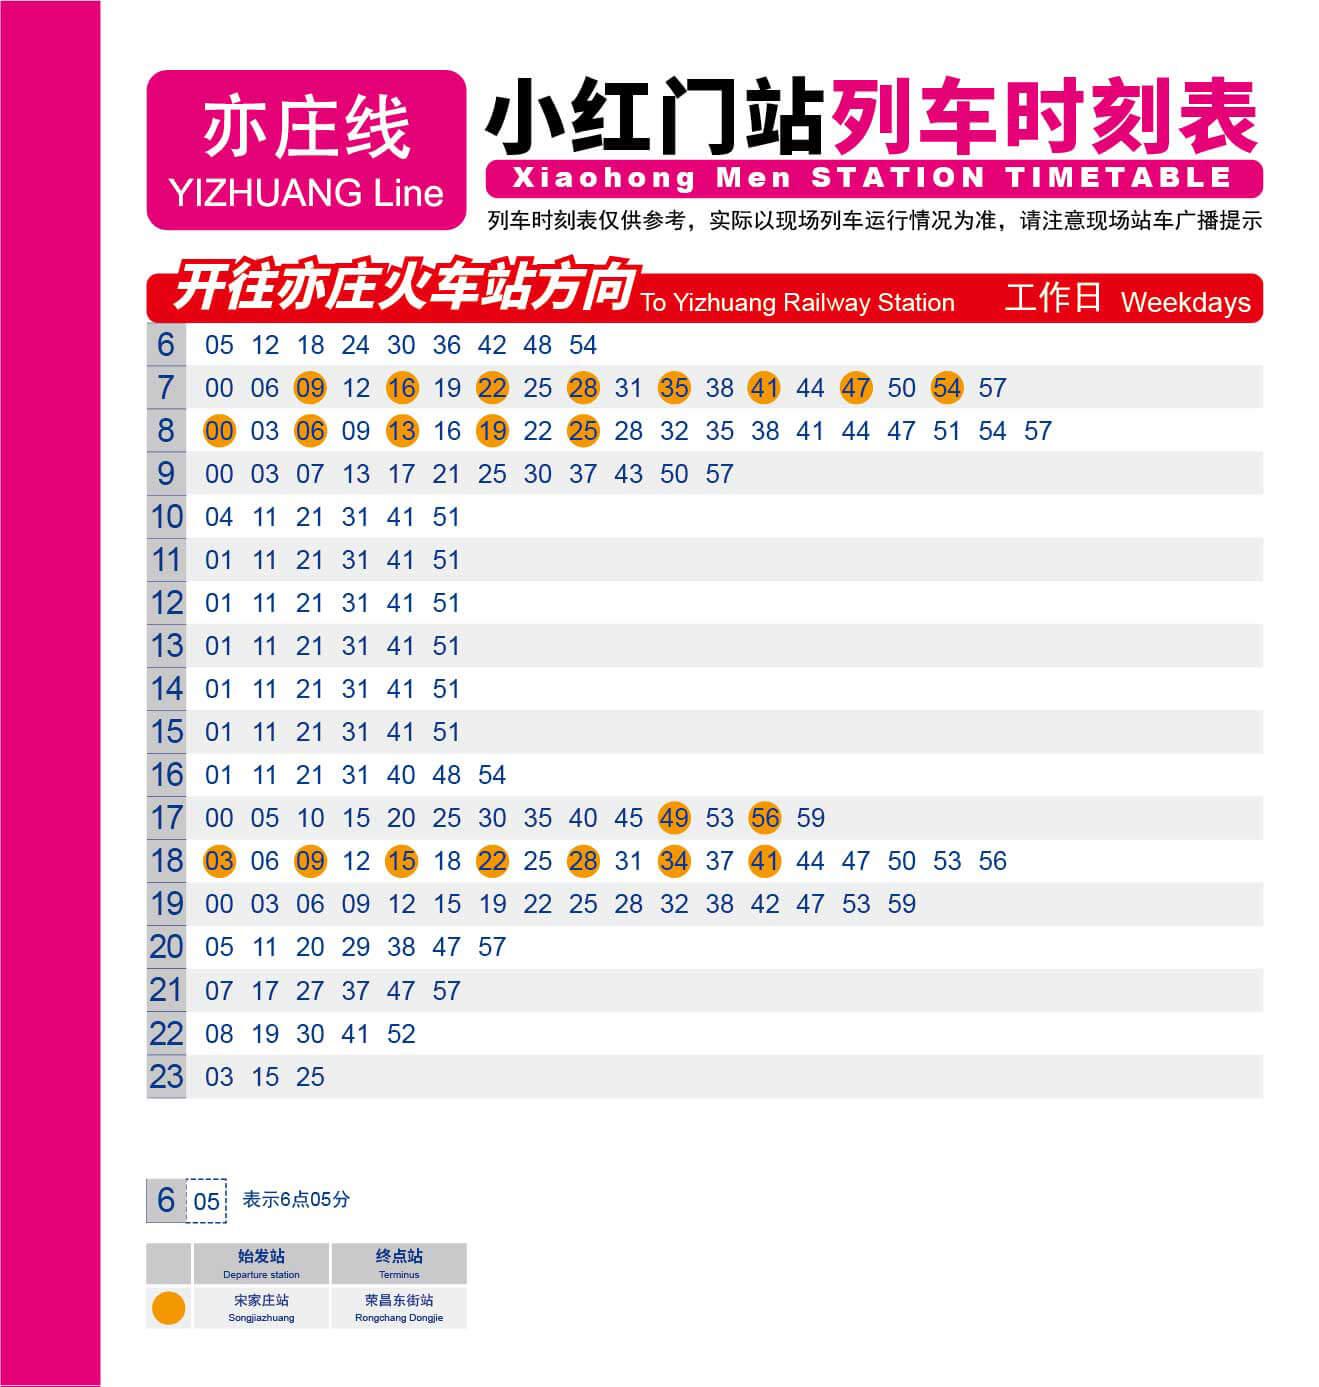 亦庄线
YIZHUANG Line
小红门站列车时刻表
Xiaohong Men STATION TIMETABLE
列车时刻表仅供参考，实际以现场列车运行情况为准，请注意现场站车广播提示
开往亦庄火车站方向 To Yizhuang Railway Station 工作日 Weekdays
6 05 12 18 24 30 36 42 48 54
7 00 06 09 12 16 19 22 25 28 31 35 38 41 44 47 50 54 57
8 00 03 06 09 13 16 19 22 25 28 32 35 38 41 44 47 51 54 57
9 00 03 07 13 17 21 25 30 37 43 50 57
10 04 11 21 31 41 51
11 01 11 21 31 41 51
12 01 11 21 31 41 51
13 01 11 21 31 41 51
14 01 11 21 31 41 51
15 01 11 21 31 41 51
16 01 11 21 31 40 48 54
17 00 05 10 15 20 25 30 35 40 45 49 53 56 59
18 03 06 09 12 15 18 22 25 28 31 34 37 41 44 47 50 53 56
19 00 03 06 09 12 15 19 22 25 28 32 38 42 47 53 59
20 05 11 20 29 38 47 57
21 07 17 27 37 47 57
22 08 19 30 41 52
23 03 15 25
6 05 表示6点05分
始发站 终点站
Departure station Terminus
宋家庄站 荣昌东街站
Songjiazhuang Rongchang Dongjie